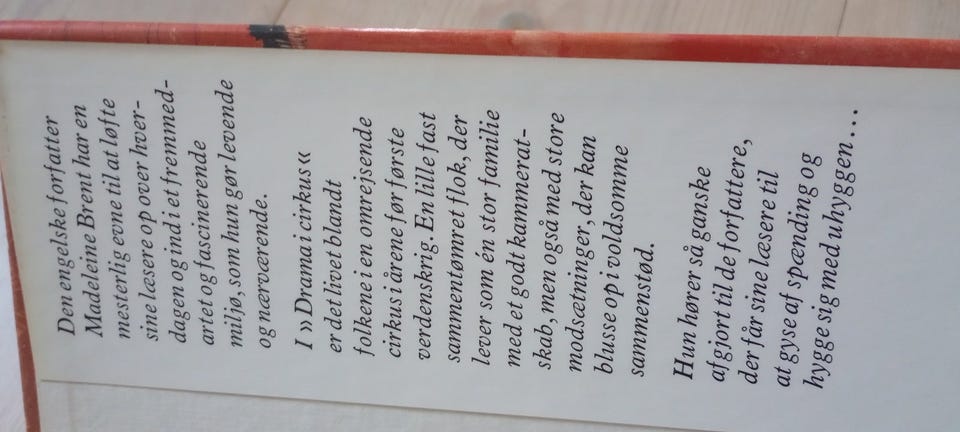 Den engelske forfatter
Madeleine Brent har en
mesterlig evne til at løfte
sine læsere op over hver-
dagen og ind i et fremmed-
artet og fascinerende
miljø, som hun gør levende
og nærværende.
I »Drama i cirkus«
er det livet blandt
folkene i en omrejsende
cirkus i årene før første
verdenskrig. En lille fast
sammentømret flok, der
lever som én stor familie
med et godt kammerat-
skab, men også med store
modsætninger, der kan
blusse op i voldsomme
sammenstød.
Hun hører så ganske
afgjort til de forfattere,
der får sine læsere til
at gyse af spænding og
hygge sig med uhyggen...